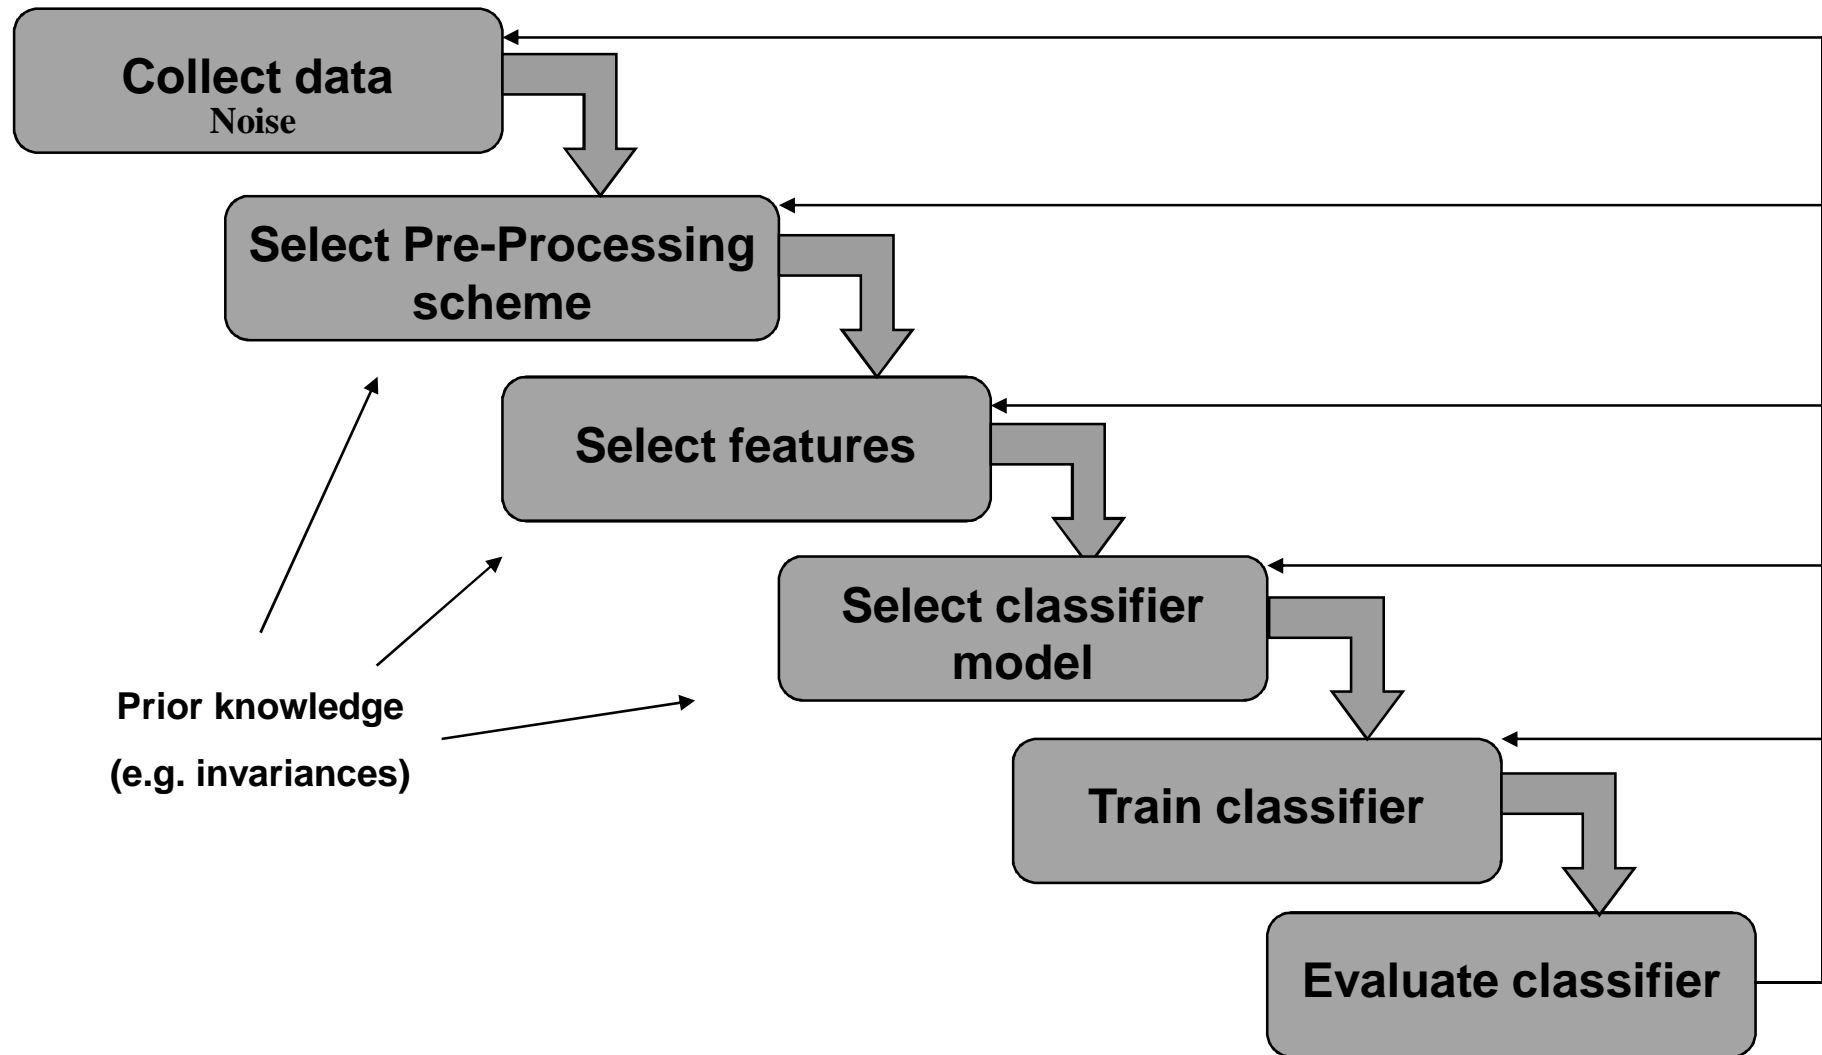 Collect data
Noise
Select Pre-Processing
scheme
Select features
Select classifier
model
Prior knowledge
(e.g. invariances)
Train classifier
Evaluate classifier